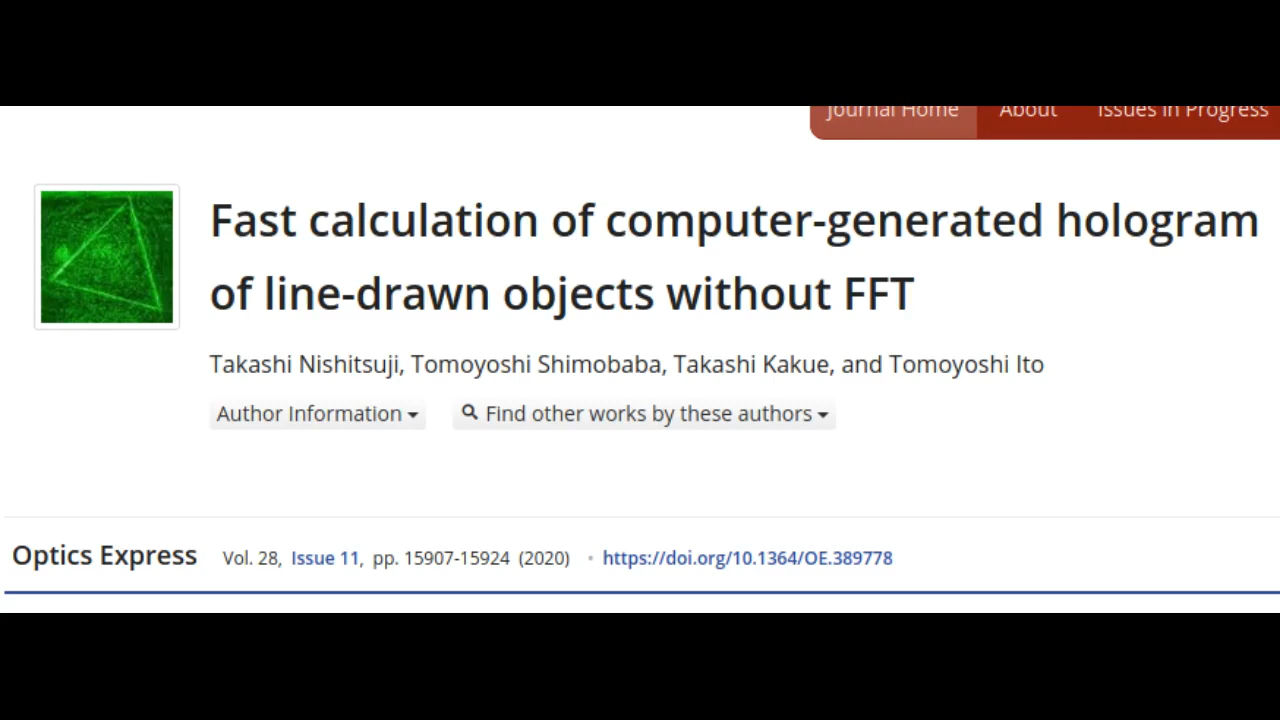 Journal Home About Issues in Progress
Fast calculation of computer-generated hologram
of line-drawn objects without FFT
Takashi Nishitsuji, Tomoyoshi Shimobaba, Takashi Kakue, and Tomoyoshi Ito
Author Information Find other works by these authors
Optics Express Vol. 28, Issue 11, pp. 15907-15924 (2020) • https://doi.org/10.1364/OE.389778